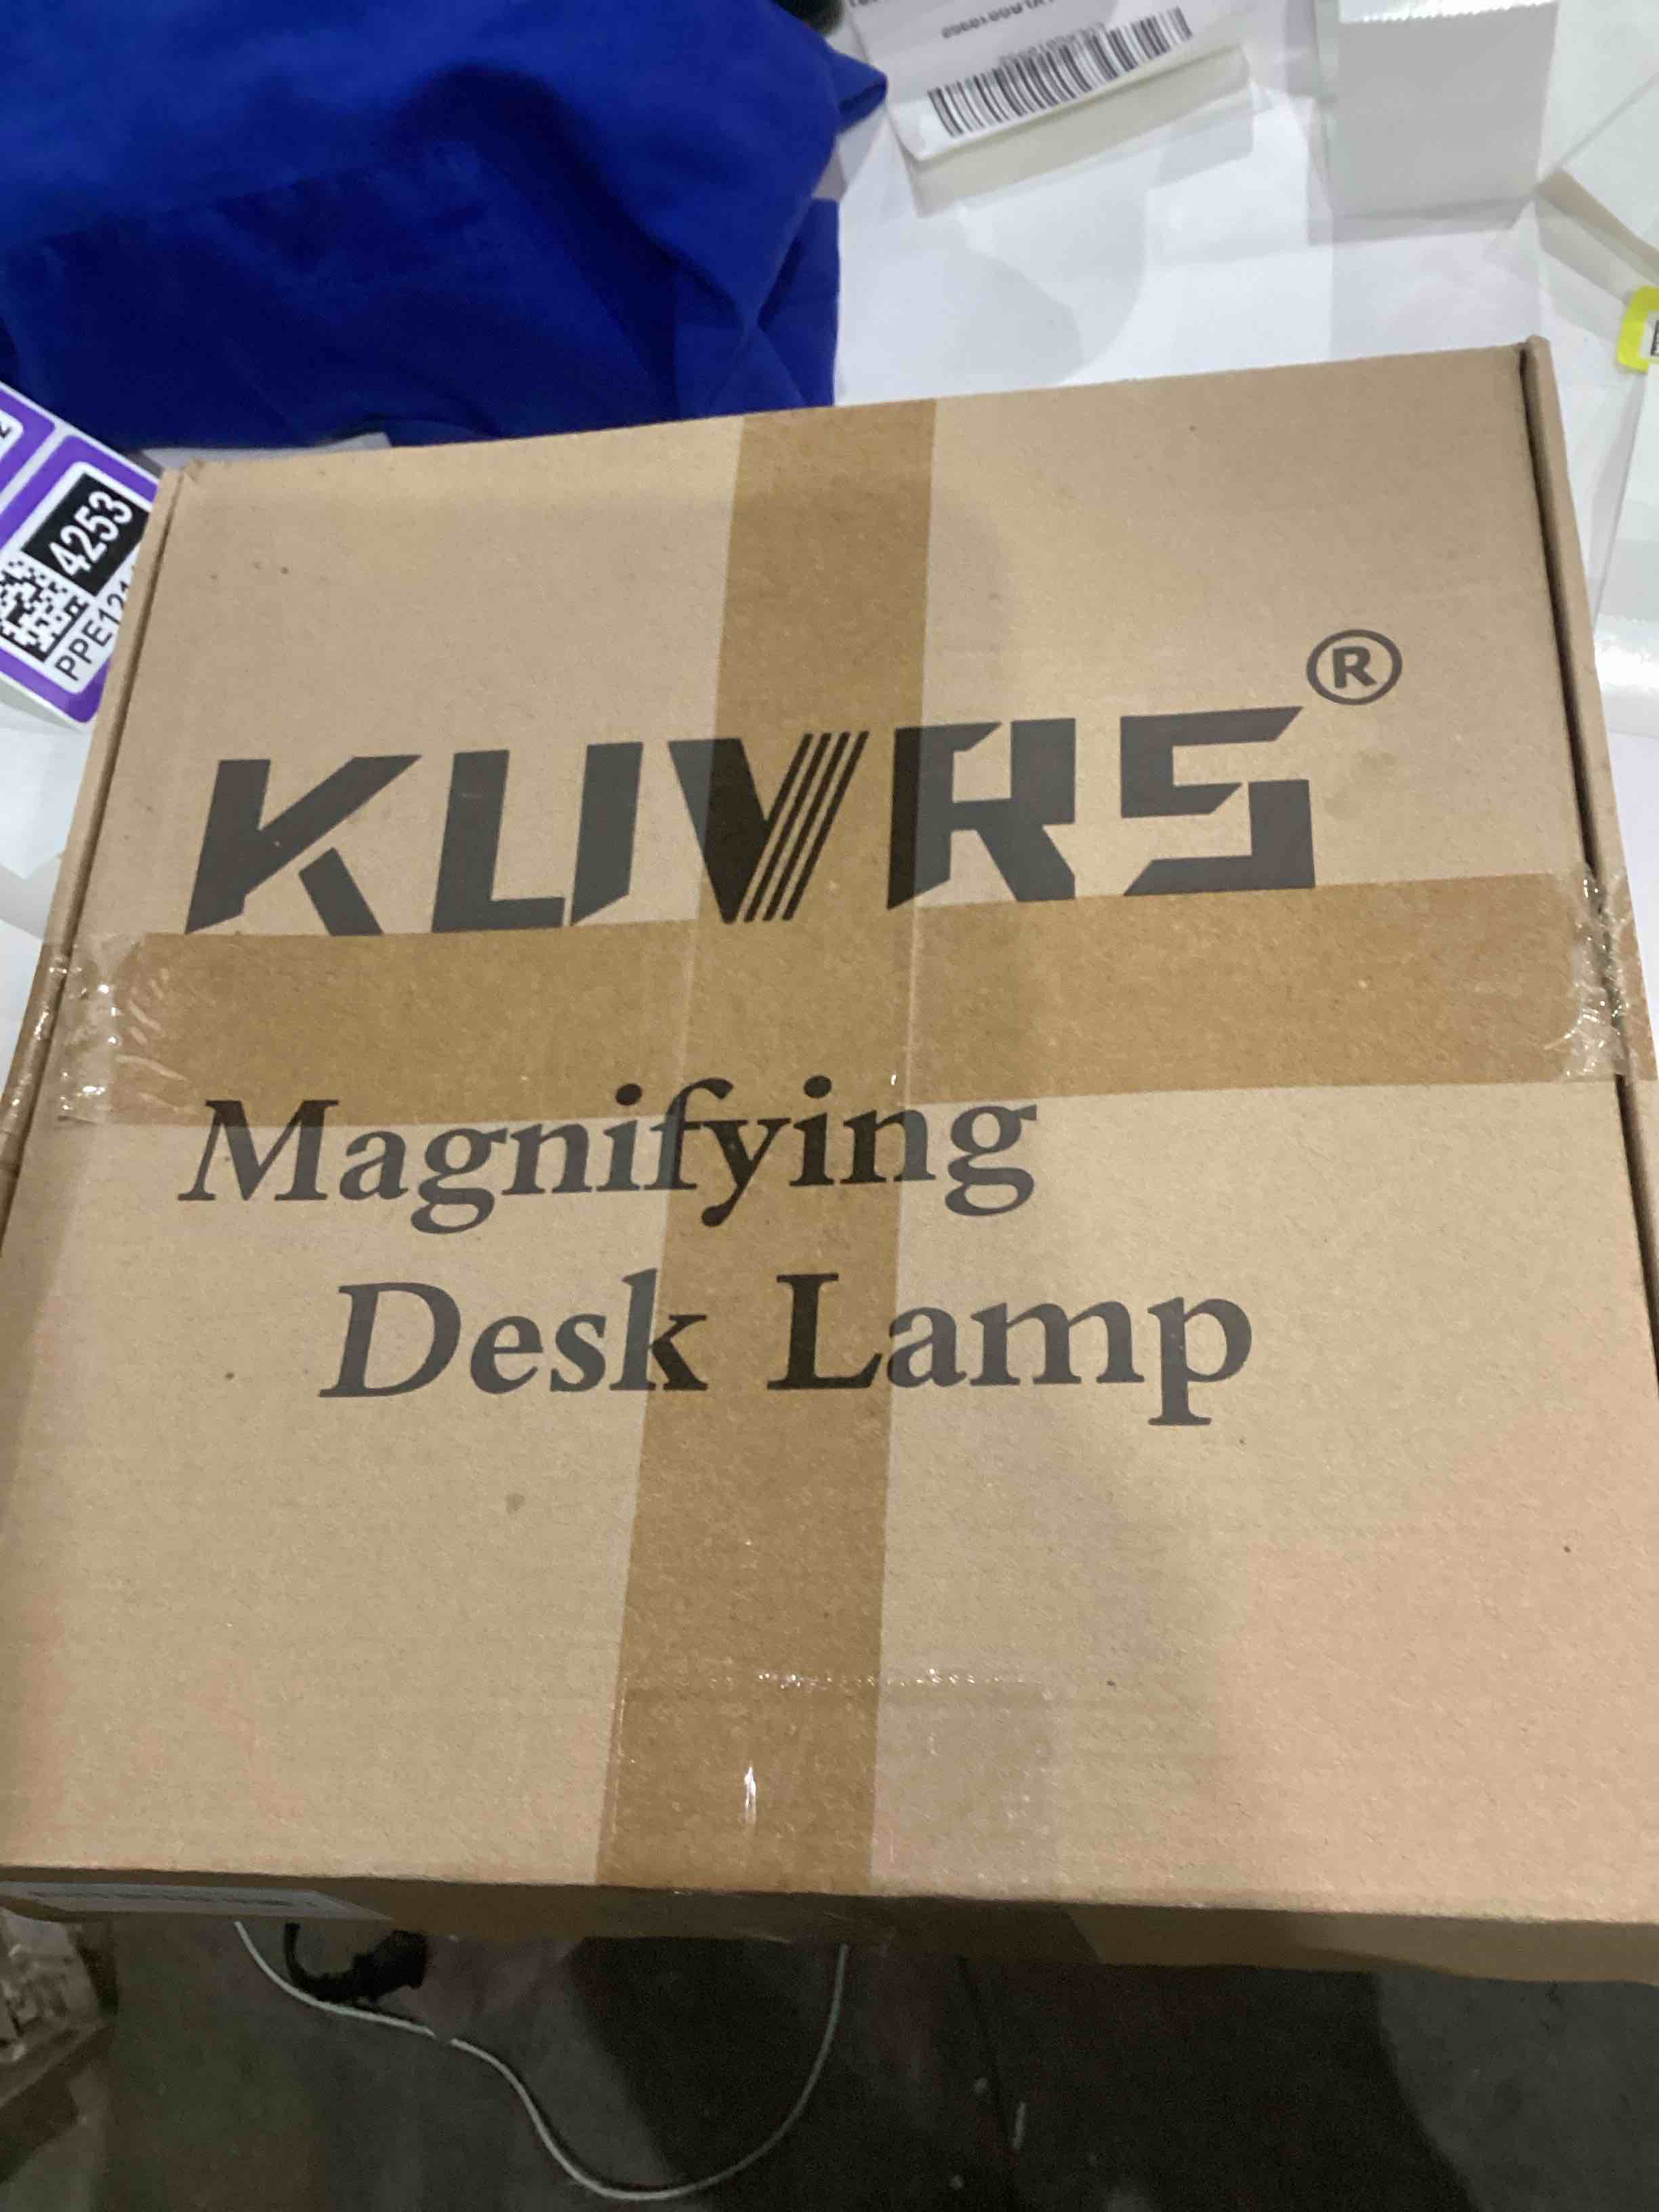 4253
KUVRS®
Magnifying
Desk Lamp